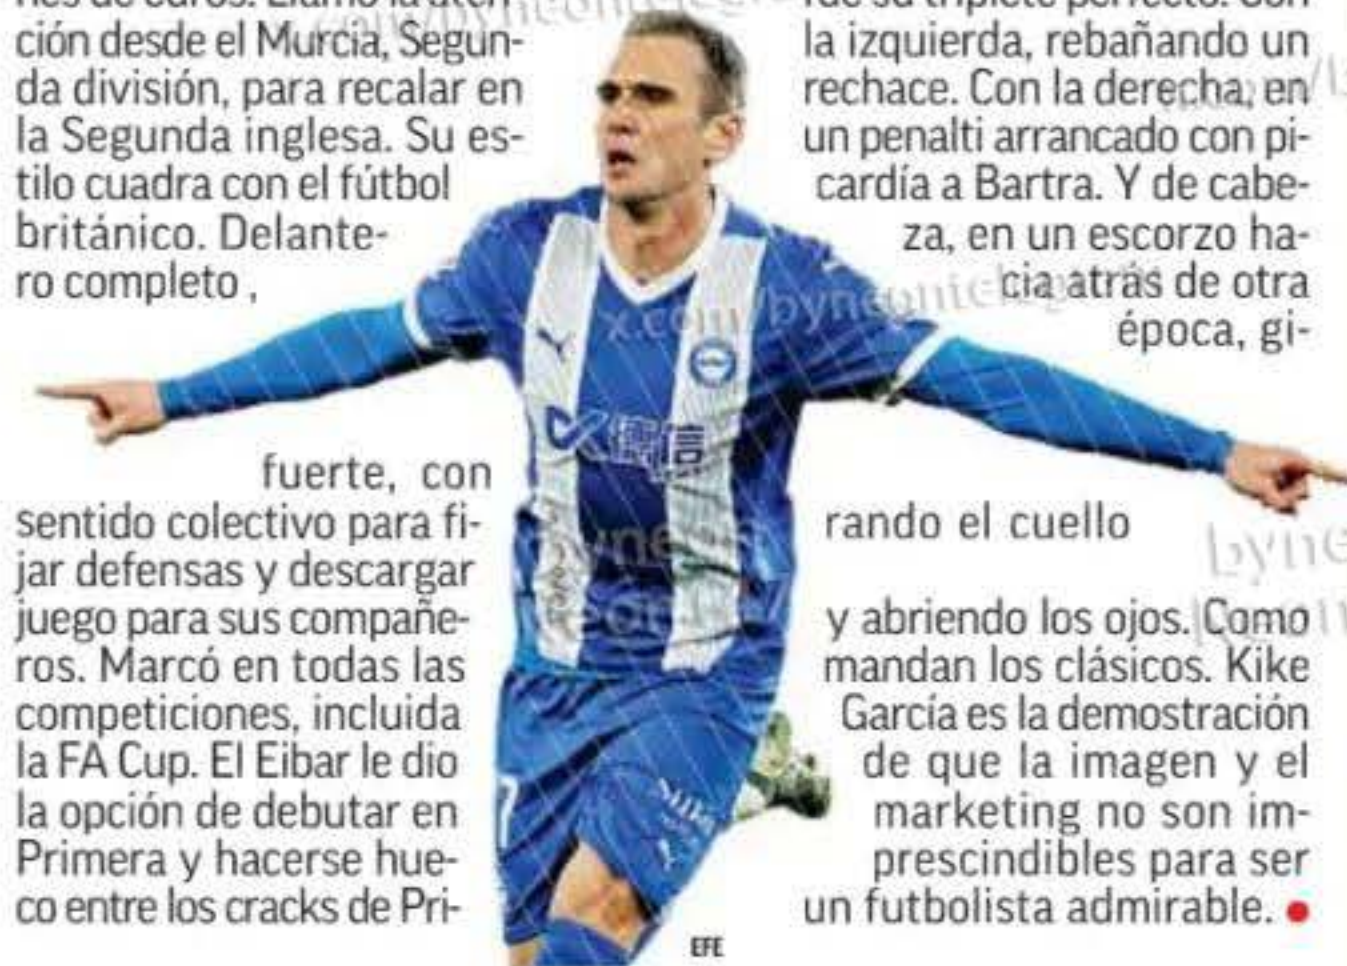 ción desde el Murcia, Segun-
da división, para recalar en
la Segunda inglesa. Su es-
tilo cuadra con el fútbol
británico. Delante-
ro completo ,
fuerte, con
sentido colectivo para fi-
jar defensas y descargar
juego para sus compañe-
ros. Marcó en todas las
competiciones, incluida
la FA Cup. El Eibar le dio
la opción de debutar en
Primera y hacerse hue-
co entre los cracks de Pri-
la izquierda, rebañando un
rechace. Con la derecha, en
un penalti arrancado con pi-
cardía a Bartra. Y de cabe-
za, en un escorzo ha-
cia atrás de otra
época, gi-
rando el cuello
y abriendo los ojos. Como
mandan los clásicos. Kike
García es la demostración
de que la imagen y el
marketing no son im-
prescindibles para ser
un futbolista admirable.
EFE
7